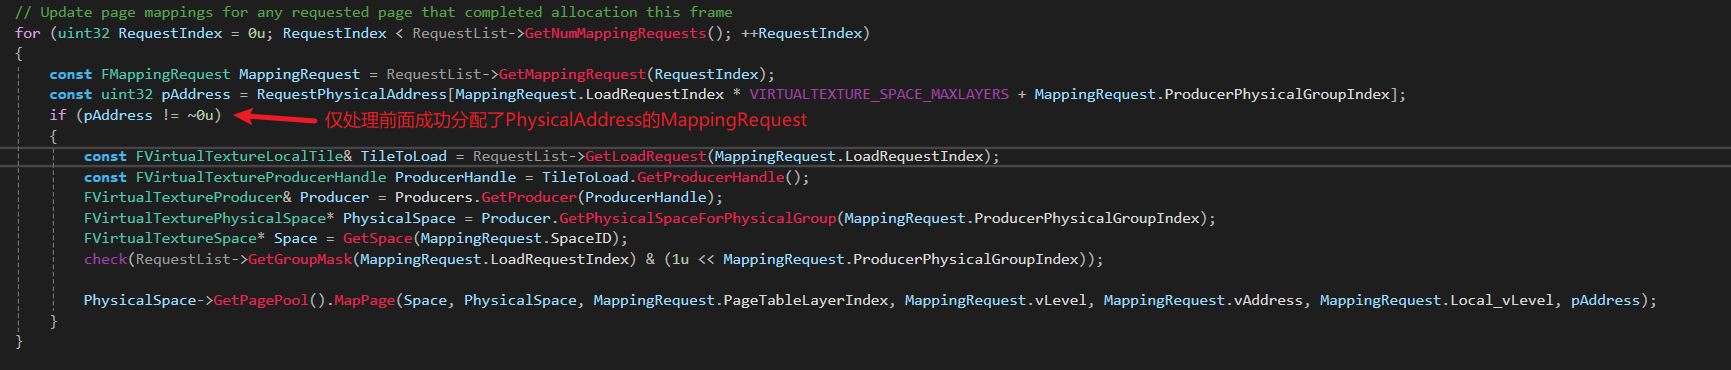 // Update page mappings for any requested page that completed allocation this frame
for (uint32 RequestIndex = 0u; RequestIndex < RequestList->GetNumMappingRequests(); ++RequestIndex)
{
const FMappingRequest MappingRequest = RequestList->GetMappingRequest(RequestIndex);
const uint32 pAddress = RequestPhysicalAddress[MappingRequest.LoadRequestIndex * VIRTUALTEXTURE_SPACE_MAXLAYERS + MappingRequest.ProducerPhysicalGroupIndex];
if (pAddress != ~0u) 仅处理前面成功分配了PhysicalAddress的MappingRequest
{
const FVirtualTextureLocalTile& TileToLoad = RequestList->GetLoadRequest(MappingRequest.LoadRequestIndex);
const FVirtualTextureProducerHandle ProducerHandle = TileToLoad.GetProducerHandle();
FVirtualTextureProducer& Producer = Producers.GetProducer(ProducerHandle);
FVirtualTexturePhysicalSpace* PhysicalSpace = Producer.GetPhysicalSpaceForPhysicalGroup(MappingRequest.ProducerPhysicalGroupIndex);
FVirtualTextureSpace* Space = GetSpace(MappingRequest.SpaceID);
check(RequestList->GetGroupMask(MappingRequest.LoadRequestIndex) & (1u << MappingRequest.ProducerPhysicalGroupIndex));
PhysicalSpace->GetPagePool().MapPage(Space, PhysicalSpace, MappingRequest.PageTableLayerIndex, MappingRequest.vLevel, MappingRequest.vAddress, MappingRequest.Local_vLevel, pAddress);
}
}